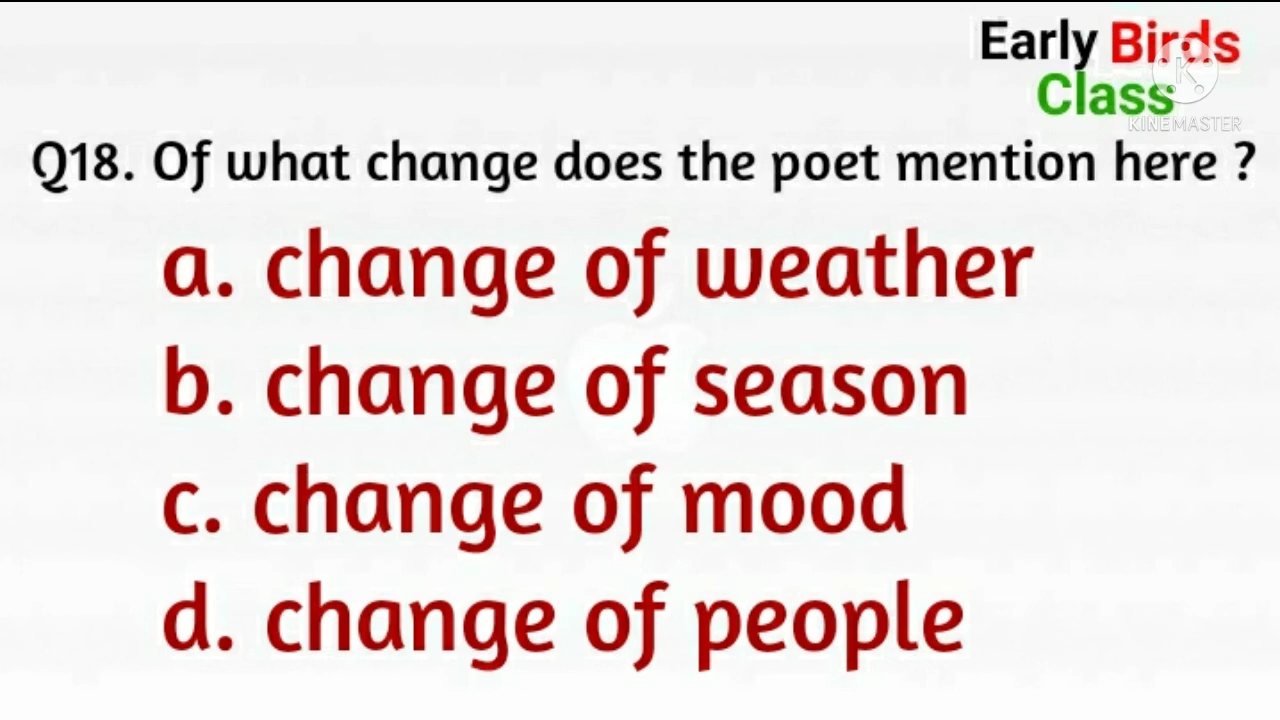 Early Birds
Class
KINEMASTER
Q18. Of what change does the poet mention here ?
a. change of weather
b. change of season
c. change of mood
d. change of people